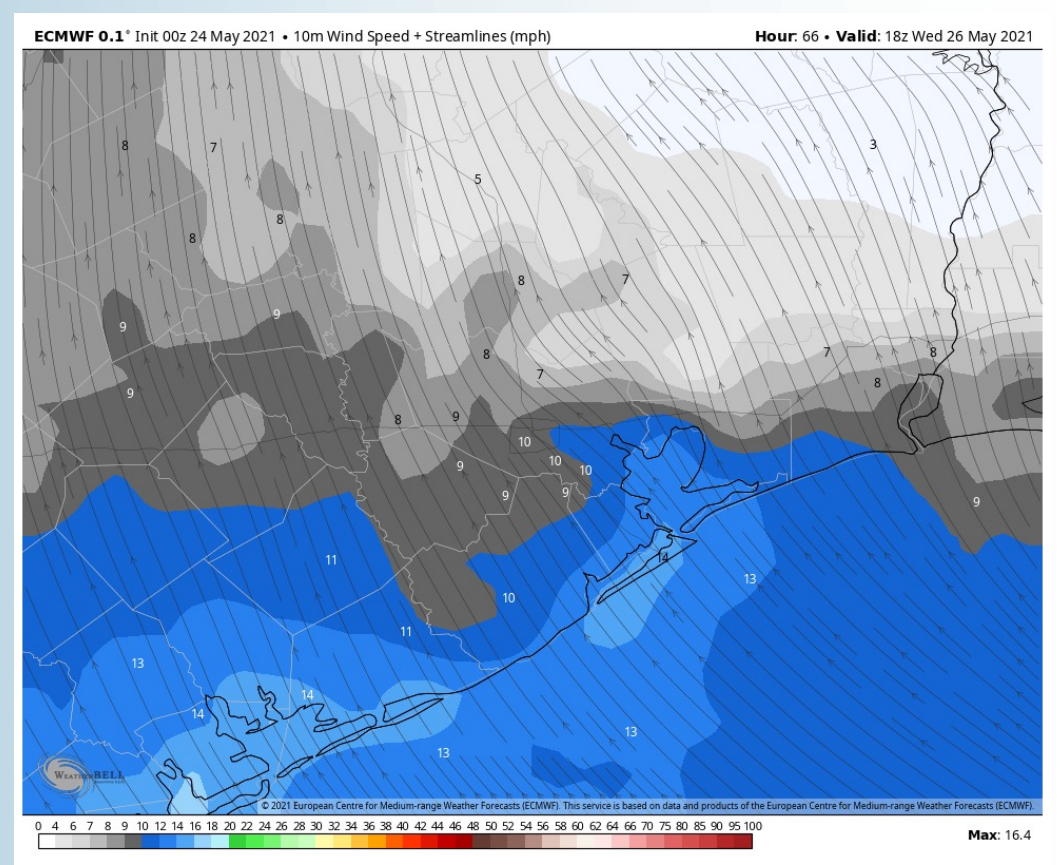 ECMWF 0.1° Init 00z 24 May 2021 • 10m Wind Speed + Streamlines (mph) Hour: 66 • Valid: 18z Wed 26 May 2021
8 7 3
5
8
8
8 7
9 9
8 7 8
7 8
9
8 9
10
10
9 10
9 9 9
14
11
13
10
11
13
14
14
13
13
WEATHERBELL
© 2021 European Centre for Medium-range Weather Forecasts (ECMWF). This service is based on data and products of the European Centre for Medium-range Weather Forecasts (ECMWF).
0 4 6 7 8 9 10 12 14 16 18 20 22 24 26 28 30 32 34 36 38 40 42 44 46 48 50 52 54 56 58 60 62 64 66 70 75 80 85 90 95 100
Max: 16.4